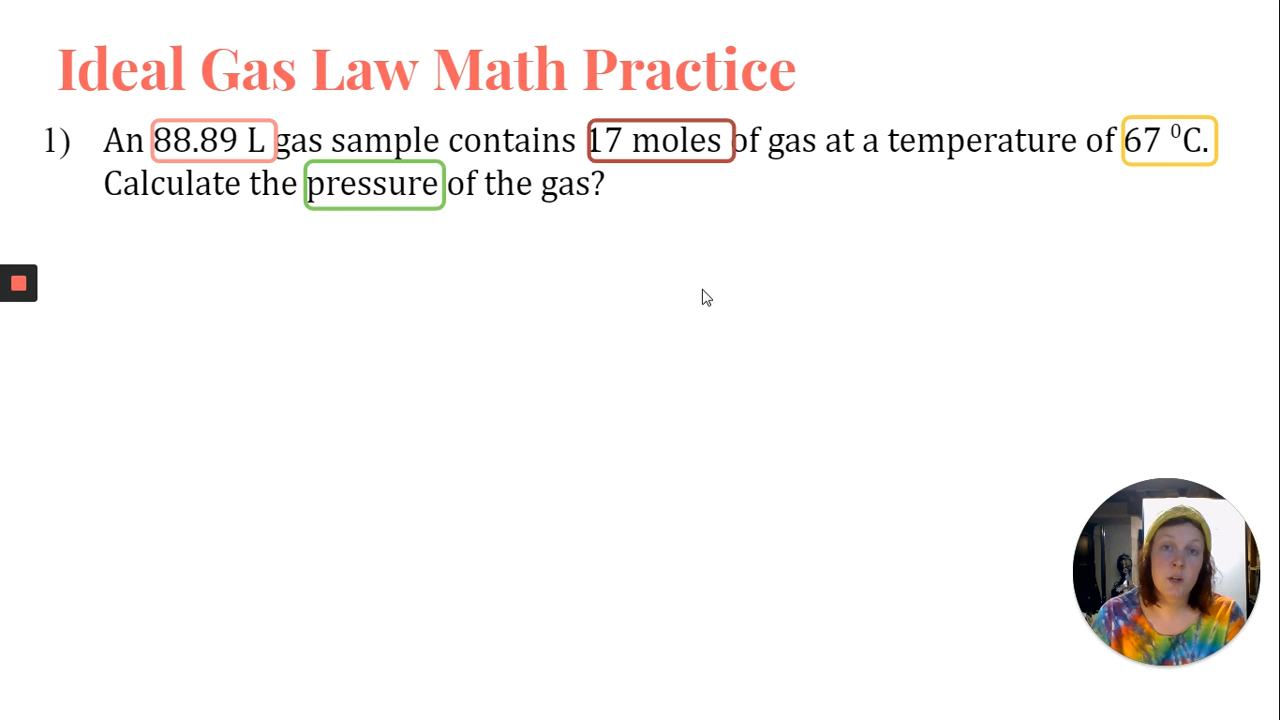 Ideal Gas Law Math Practice
1) An 88.89 L gas sample contains 17 moles of gas at a temperature of 67 ⁰C.
Calculate the pressure of the gas?